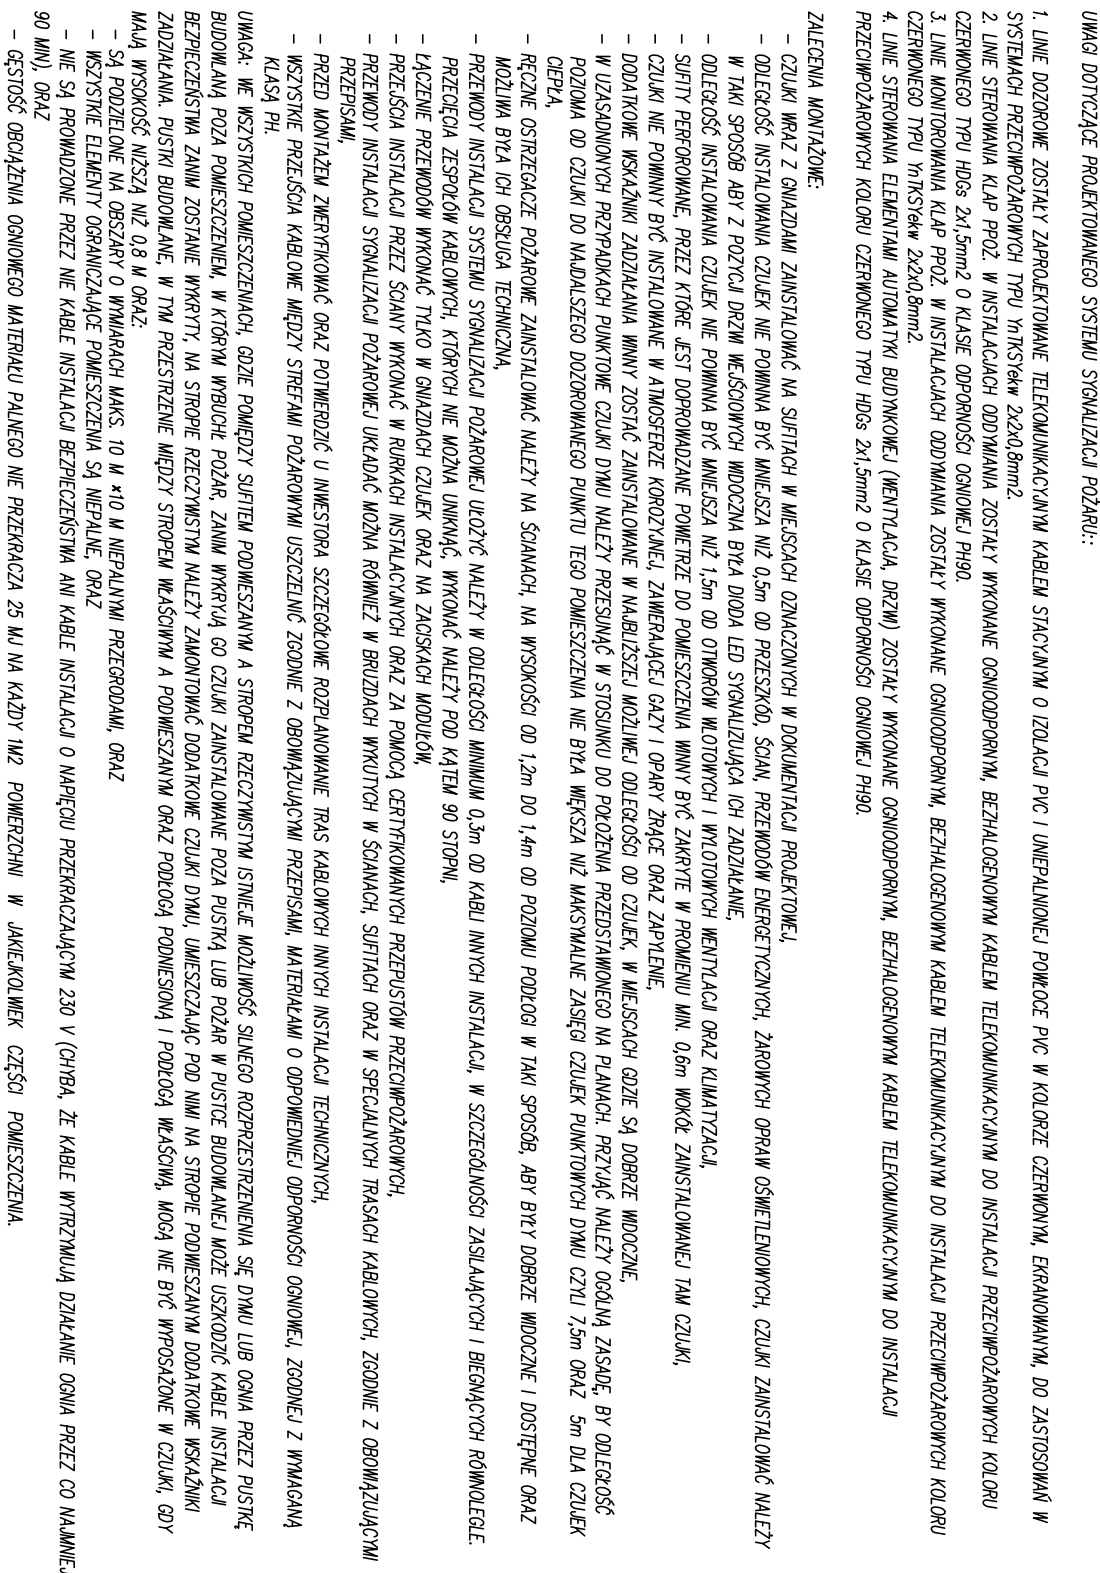 UWAGI DOTYCZĄCE PROJEKTOWANEGO SYSTEMU SYGNALIZACJI POŻARU::
1. LINIE DOZOROWE ZOSTAŁY ZAPROJEKTOWANE TELEKOMUNIKACYJNYM KABLEM STACYJNYM O IZOLACJI PVC I UNIEPALNIONEJ POWŁOCE PVC W KOLORZE CZERWONYM, EKRANOWANYM, DO ZASTOSOWAŃ W
SYSTEMACH PRZECIWPOŻAROWYCH TYPU YnTKSYekw 2x2x0,8mm2.
2. LINIE STEROWANIA KLAP PPOŻ. W INSTALACJACH ODDYMIANIA ZOSTAŁY WYKONANE OGNIOODPORNYM, BEZHALOGENOWYM KABLEM TELEKOMUNIKACYJNYM DO INSTALACJI PRZECIWPOŻAROWYCH KOLORU
CZERWONEGO TYPU HDGs 2x1,5mm2 O KLASIE ODPORNOŚCI OGNIOWEJ PH90.
3. LINIE MONITOROWANIA KLAP PPOŻ. W INSTALACJACH ODDYMIANIA ZOSTAŁY WYKONANE OGNIOODPORNYM, BEZHALOGENOWYM KABLEM TELEKOMUNIKACYJNYM DO INSTALACJI PRZECIWPOŻAROWYCH KOLORU
CZERWONEGO TYPU YnTKSYekw 2x2x0,8mm2.
4. LINIE STEROWANIA ELEMENTAMI AUTOMATYKI BUDYNKOWEJ (WENTYLACJA, DRZWI) ZOSTAŁY WYKONANE OGNIOODPORNYM, BEZHALOGENOWYM KABLEM TELEKOMUNIKACYJNYM DO INSTALACJI
PRZECIWPOŻAROWYCH KOLORU CZERWONEGO TYPU HDGs 2x1,5mm2 O KLASIE ODPORNOŚCI OGNIOWEJ PH90.
ZALECENIA MONTAŻOWE:
– CZUJKI WRAZ Z GNIAZDAMI ZAINSTALOWAĆ NA SUFITACH W MIEJSCACH OZNACZONYCH W DOKUMENTACJI PROJEKTOWEJ,
– ODLEGŁOŚĆ INSTALOWANIA CZUJEK NIE POWINNA BYĆ MNIEJSZA NIŻ 0,5m OD PRZESZKÓD, ŚCIAN, PRZEWODÓW ENERGETYCZNYCH, ŻAROWYCH OPRAW OŚWIETLENIOWYCH, CZUJKI ZAINSTALOWAĆ NALEŻY
W TAKI SPOSÓB ABY Z POZYCJI DRZWI WEJŚCIOWYCH WIDOCZNA BYŁA DIODA LED SYGNALIZUJĄCA ICH ZADZIAŁANIE,
– ODLEGŁOŚĆ INSTALOWANIA CZUJEK NIE POWINNA BYĆ MNIEJSZA NIŻ 1,5m OD OTWORÓW WLOTOWYCH I WYLOTOWYCH WENTYLACJI ORAZ KLIMATYZACJI,
– SUFITY PERFOROWANE, PRZEZ KTÓRE JEST DOPROWADZANE POWIETRZE DO POMIESZCZENIA WINNY BYĆ ZAKRYTE W PROMIENIU MIN. 0,6m WOKÓŁ ZAINSTALOWANEJ TAM CZUJKI,
– CZUJKI NIE POWINNY BYĆ INSTALOWANE W ATMOSFERZE KOROZYJNEJ, ZAWIERAJĄCEJ GAZY I OPARY ŻRĄCE ORAZ ZAPYLENIE,
– DODATKOWE WSKAŹNIKI ZADZIAŁANIA WINNY ZOSTAĆ ZAINSTALOWANE W NAJBLIŻSZEJ MOŻLIWEJ ODLEGŁOŚCI OD CZUJEK, W MIEJSCACH GDZIE SĄ DOBRZE WIDOCZNE,
– W UZASADNIONYCH PRZYPADKACH PUNKTOWE CZUJKI DYMU NALEŻY PRZESUNĄĆ W STOSUNKU DO POŁOŻENIA PRZEDSTAWIONEGO NA PLANACH. PRZYJĄĆ NALEŻY OGÓLNĄ ZASADĘ, BY ODLEGŁOŚĆ
POZIOMA OD CZUJKI DO NAJDALSZEGO DOZOROWANEGO PUNKTU TEGO POMIESZCZENIA NIE BYŁA WIĘKSZA NIŻ MAKSYMALNE ZASIĘGI CZUJEK PUNKTOWYCH DYMU CZYLI 7,5m ORAZ 5m DLA CZUJEK
CIEPŁA,
– RĘCZNE OSTRZEGACZE POŻAROWE ZAINSTALOWAĆ NALEŻY NA ŚCIANACH, NA WYSOKOŚCI OD 1,2m DO 1,4m OD POZIOMU PODŁOGI W TAKI SPOSÓB, ABY BYŁY DOBRZE WIDOCZNE I DOSTĘPNE ORAZ
MOŻLIWA BYŁA ICH OBSŁUGA TECHNICZNA,
– PRZEWODY INSTALACJI SYSTEMU SYGNALIZACJI POŻAROWEJ UŁOŻYĆ NALEŻY W ODLEGŁOŚCI MINIMUM 0,3m OD KABLI INNYCH INSTALACJI, W SZCZEGÓLNOŚCI ZASILAJĄCYCH I BIEGNĄCYCH RÓWNOLEGLE.
PRZECIĘCIA ZESPOŁÓW KABLOWYCH, KTÓRYCH NIE MOŻNA UNIKNĄĆ, WYKONAĆ NALEŻY POD KĄTEM 90 STOPNI,
– ŁĄCZENIE PRZEWODÓW WYKONAĆ TYLKO W GNIAZDACH CZUJEK ORAZ NA ZACISKACH MODUŁÓW,
– PRZEJŚCIA INSTALACJI PRZEZ ŚCIANY WYKONAĆ W RURKACH INSTALACYJNYCH ORAZ ZA POMOCĄ CERTYFIKOWANYCH PRZEPUSTÓW PRZECIWPOŻAROWYCH,
– PRZEWODY INSTALACJI SYGNALIZACJI POŻAROWEJ UKŁADAĆ MOŻNA RÓWNIEŻ W BRUZDACH WYKUTYCH W ŚCIANACH, SUFITACH ORAZ W SPECJALNYCH TRASACH KABLOWYCH, ZGODNIE Z OBOWIĄZUJĄCYMI
PRZEPISAMI,
– PRZED MONTAŻEM ZWERYFIKOWAĆ ORAZ POTWIERDZIĆ U INWESTORA SZCZEGÓŁOWE ROZPLANOWANIE TRAS KABLOWYCH INNYCH INSTALACJI TECHNICZNYCH,
– WSZYSTKIE PRZEJŚCIA KABLOWE MIĘDZY STREFAMI POŻAROWYMI USZCZELNIĆ ZGODNIE Z OBOWIĄZUJĄCYM PRZEPISAMI, MATERIAŁAMI O ODPOWIEDNIEJ ODPORNOŚCI OGNIOWEJ, ZGODNEJ Z WYMAGANĄ
KLASĄ PH.
UWAGA: WE WSZYSTKICH POMIESZCZENIACH, GDZIE POMIĘDZY SUFITEM PODWIESZANYM A STROPEM RZECZYWISTYM ISTNIEJE MOŻLIWOŚĆ SILNEGO ROZPRZESTRZENIENIA SIĘ DYMU LUB OGNIA PRZEZ PUSTKĘ
BUDOWLANĄ POZA POMIESZCZENIEM, W KTÓRYM WYBUCHŁ POŻAR, ZANIM WYKRYJĄ GO CZUJKI ZAINSTALOWANE POZA PUSTKĄ LUB POŻAR W PUSTCE BUDOWLANEJ MOŻE USZKODZIĆ KABLE INSTALACJI
BEZPIECZEŃSTWA ZANIM ZOSTANIE WYKRYTY, NA STROPIE RZECZYWISTYM NALEŻY ZAMONTOWAĆ DODATKOWE CZUJKI DYMU, UMIESZCZAJĄC POD NIMI NA STROPIE PODWIESZANYM DODATKOWE WSKAŹNIKI
ZADZIAŁANIA. PUSTKI BUDOWLANE, W TYM PRZESTRZENIE MIĘDZY STROPEM WŁAŚCIWYM A PODWIESZANYM ORAZ PODŁOGĄ PODNIESIONĄ I PODŁOGĄ WŁAŚCIWĄ, MOGĄ NIE BYĆ WYPOSAŻONE W CZUJKI, GDY
MAJĄ WYSOKOŚĆ NIŻSZĄ NIŻ 0,8 M ORAZ:
– SĄ PODZIELONE NA OBSZARY O WYMIARACH MAKS. 10 M ×10 M NIEPALNYMI PRZEGRODAMI, ORAZ
– WSZYSTKIE ELEMENTY OGRANICZAJĄCE POMIESZCZENIA SĄ NIEPALNE, ORAZ
– NIE SĄ PROWADZONE PRZEZ NIE KABLE INSTALACJI BEZPIECZEŃSTWA ANI KABLE INSTALACJI O NAPIĘCIU PRZEKRACZAJĄCYM 230 V (CHYBA, ŻE KABLE WYTRZYMUJĄ DZIAŁANIE OGNIA PRZEZ CO NAJMNIEJ
90 MIN), ORAZ
– GĘSTOŚĆ OBCIĄŻENIA OGNIOWEGO MATERIAŁU PALNEGO NIE PRZEKRACZA 25 MJ NA KAŻDY 1M2 POWIERZCHNI W JAKIEJKOLWIEK CZĘŚCI POMIESZCZENIA.